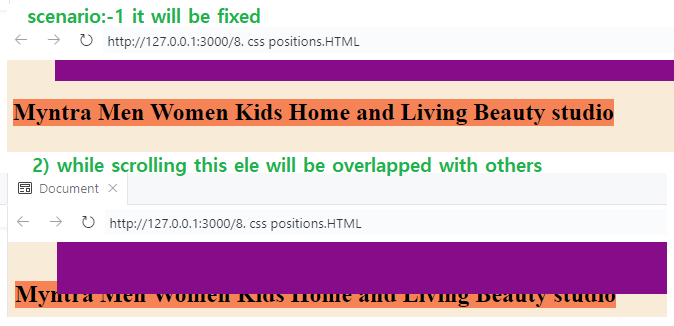 scenario:-1 it will be fixed
http://127.0.0.1:3000/8. css positions.HTML
Myntra Men Women Kids Home and Living Beauty studio
2) while scrolling this ele will be overlapped with others
Document
http://127.0.0.1:3000/8. css positions.HTML
Myntra Men Women Kids Home and Living Beauty studio